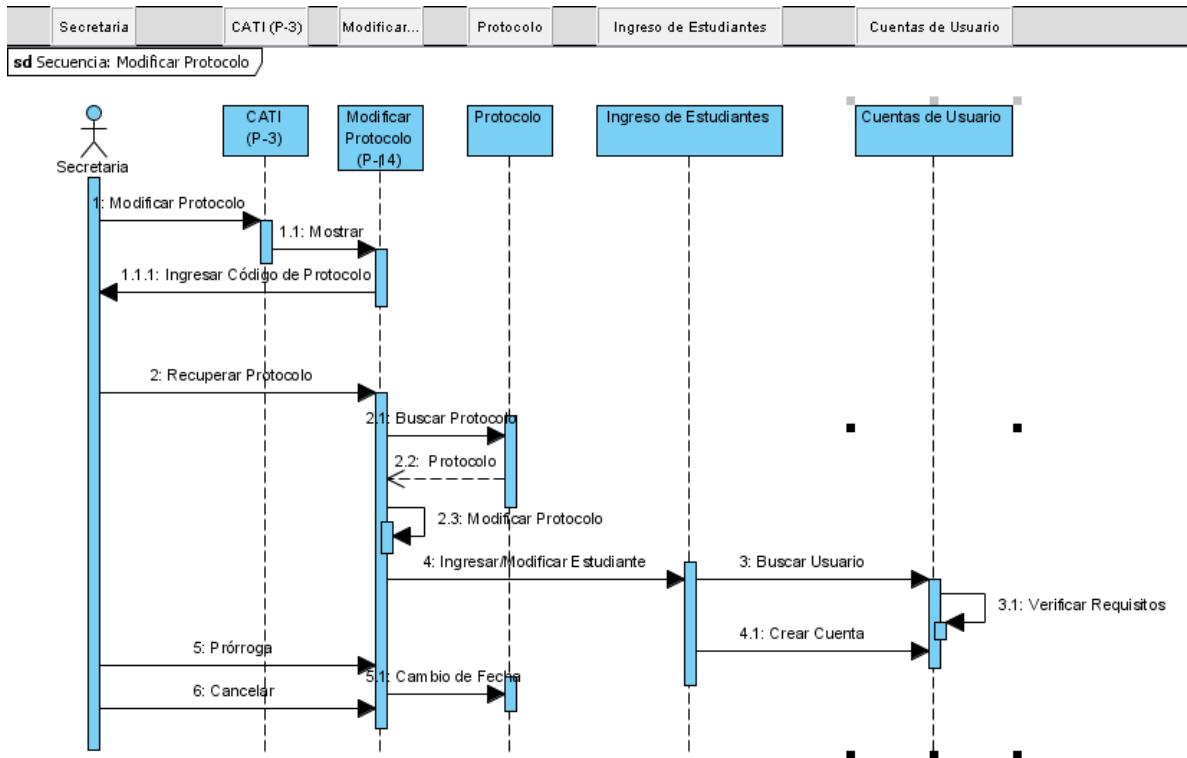 Secretaria
CATI (P-3)
Modificar...
Protocolo
Ingreso de Estudiantes
Cuentas de Usuario
sd Secuencia: Modificar Protocolo
Secretaria
CATI
(P-3)
Modificar
Protocolo
(P-14)
Protocolo
Ingreso de Estudiantes
Cuentas de Usuario
1: Modificar Protocolo
1.1: Mostrar
1.1.1: Ingresar Código de Protocolo
2: Recuperar Protocolo
2.1: Buscar Protocolo
2.2: Protocolo
2.3: Modificar Protocolo
4: Ingresar/Modificar Estudiante
3: Buscar Usuario
3.1: Verificar Requisitos
4.1: Crear Cuenta
5: Prórroga
5.1: Cambio de Fecha
6: Cancelar